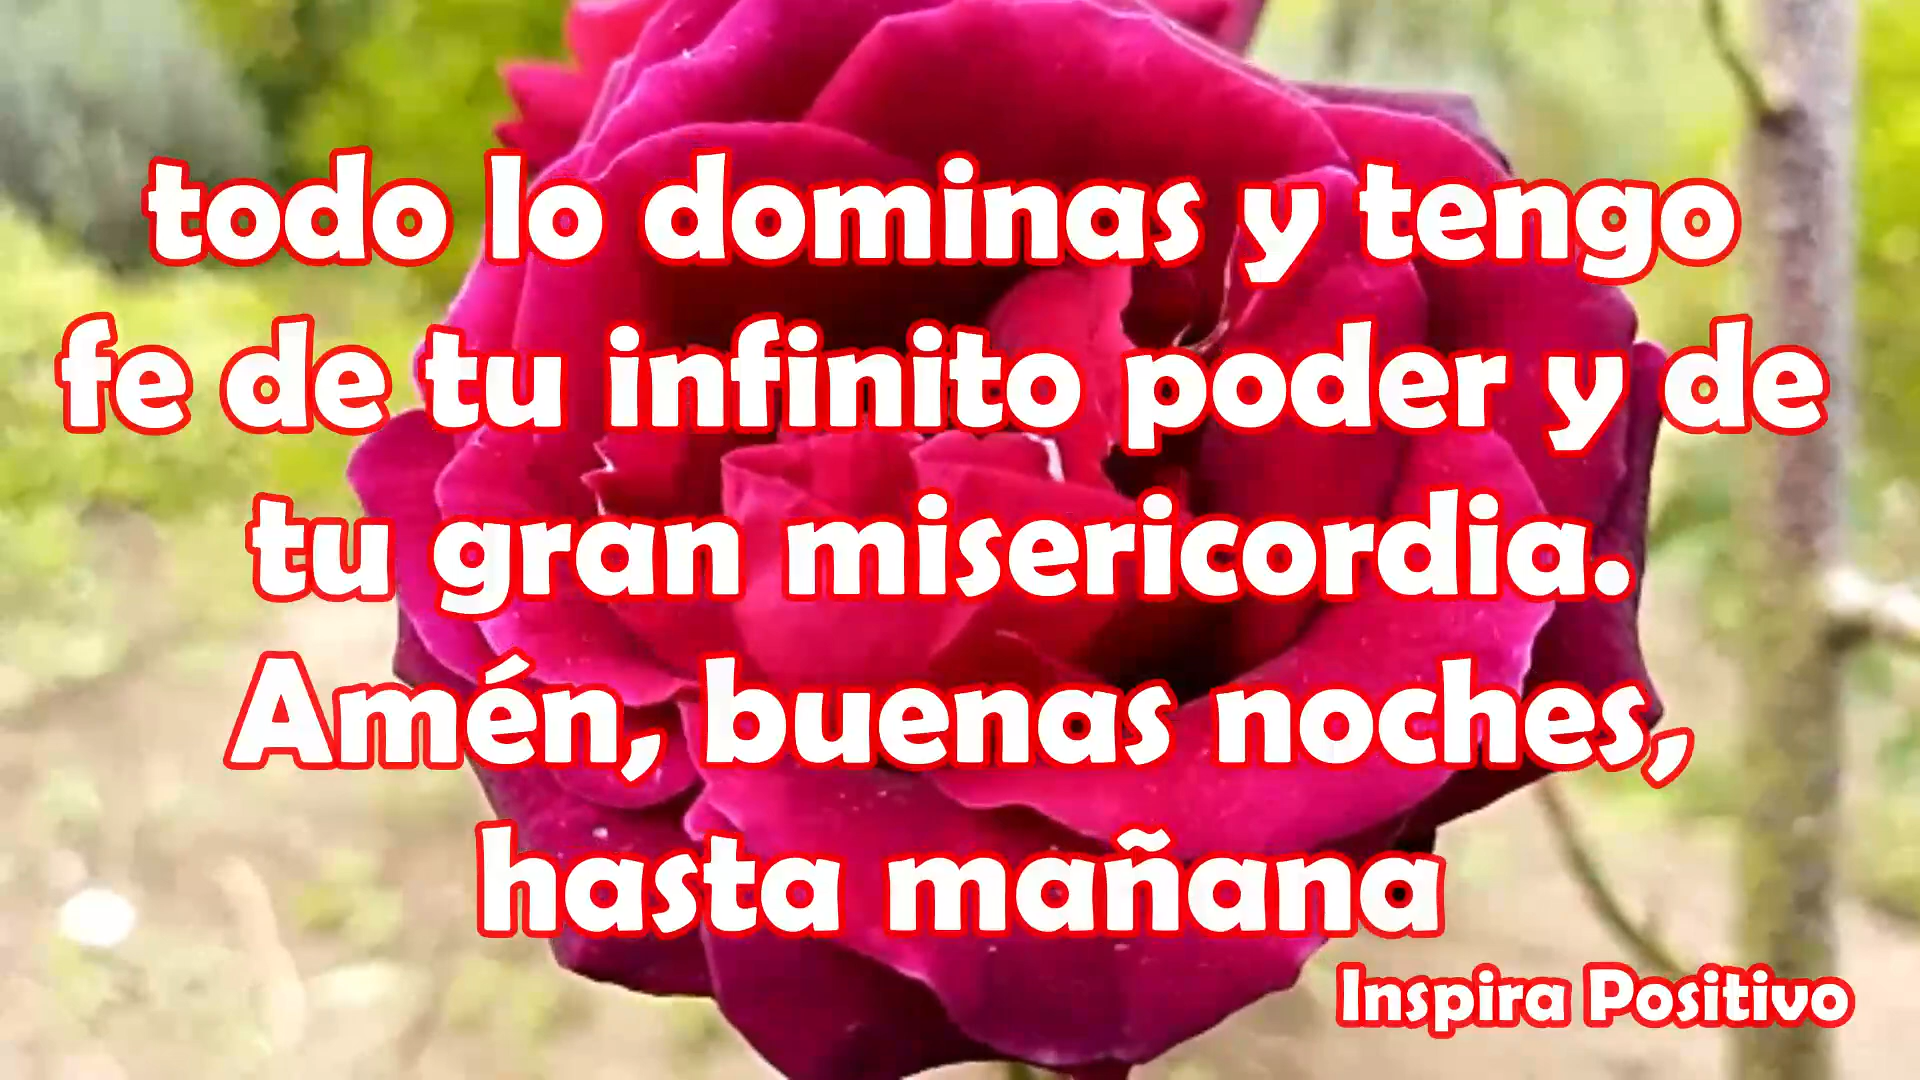 todo lo dominas y tengo
fe de tu infinito poder y de
tu gran misericordia.
Amén, buenas noches,
hasta mañana
Inspira Positivo